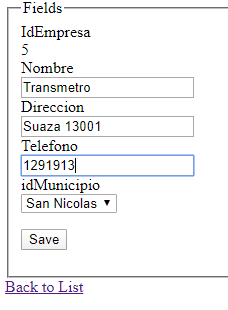 Fields
IdEmpresa
5
Nombre
Transmetro
Direccion
Suaza 13001
Telefono
1291913
idMunicipio
San Nicolas
Save
Back to List